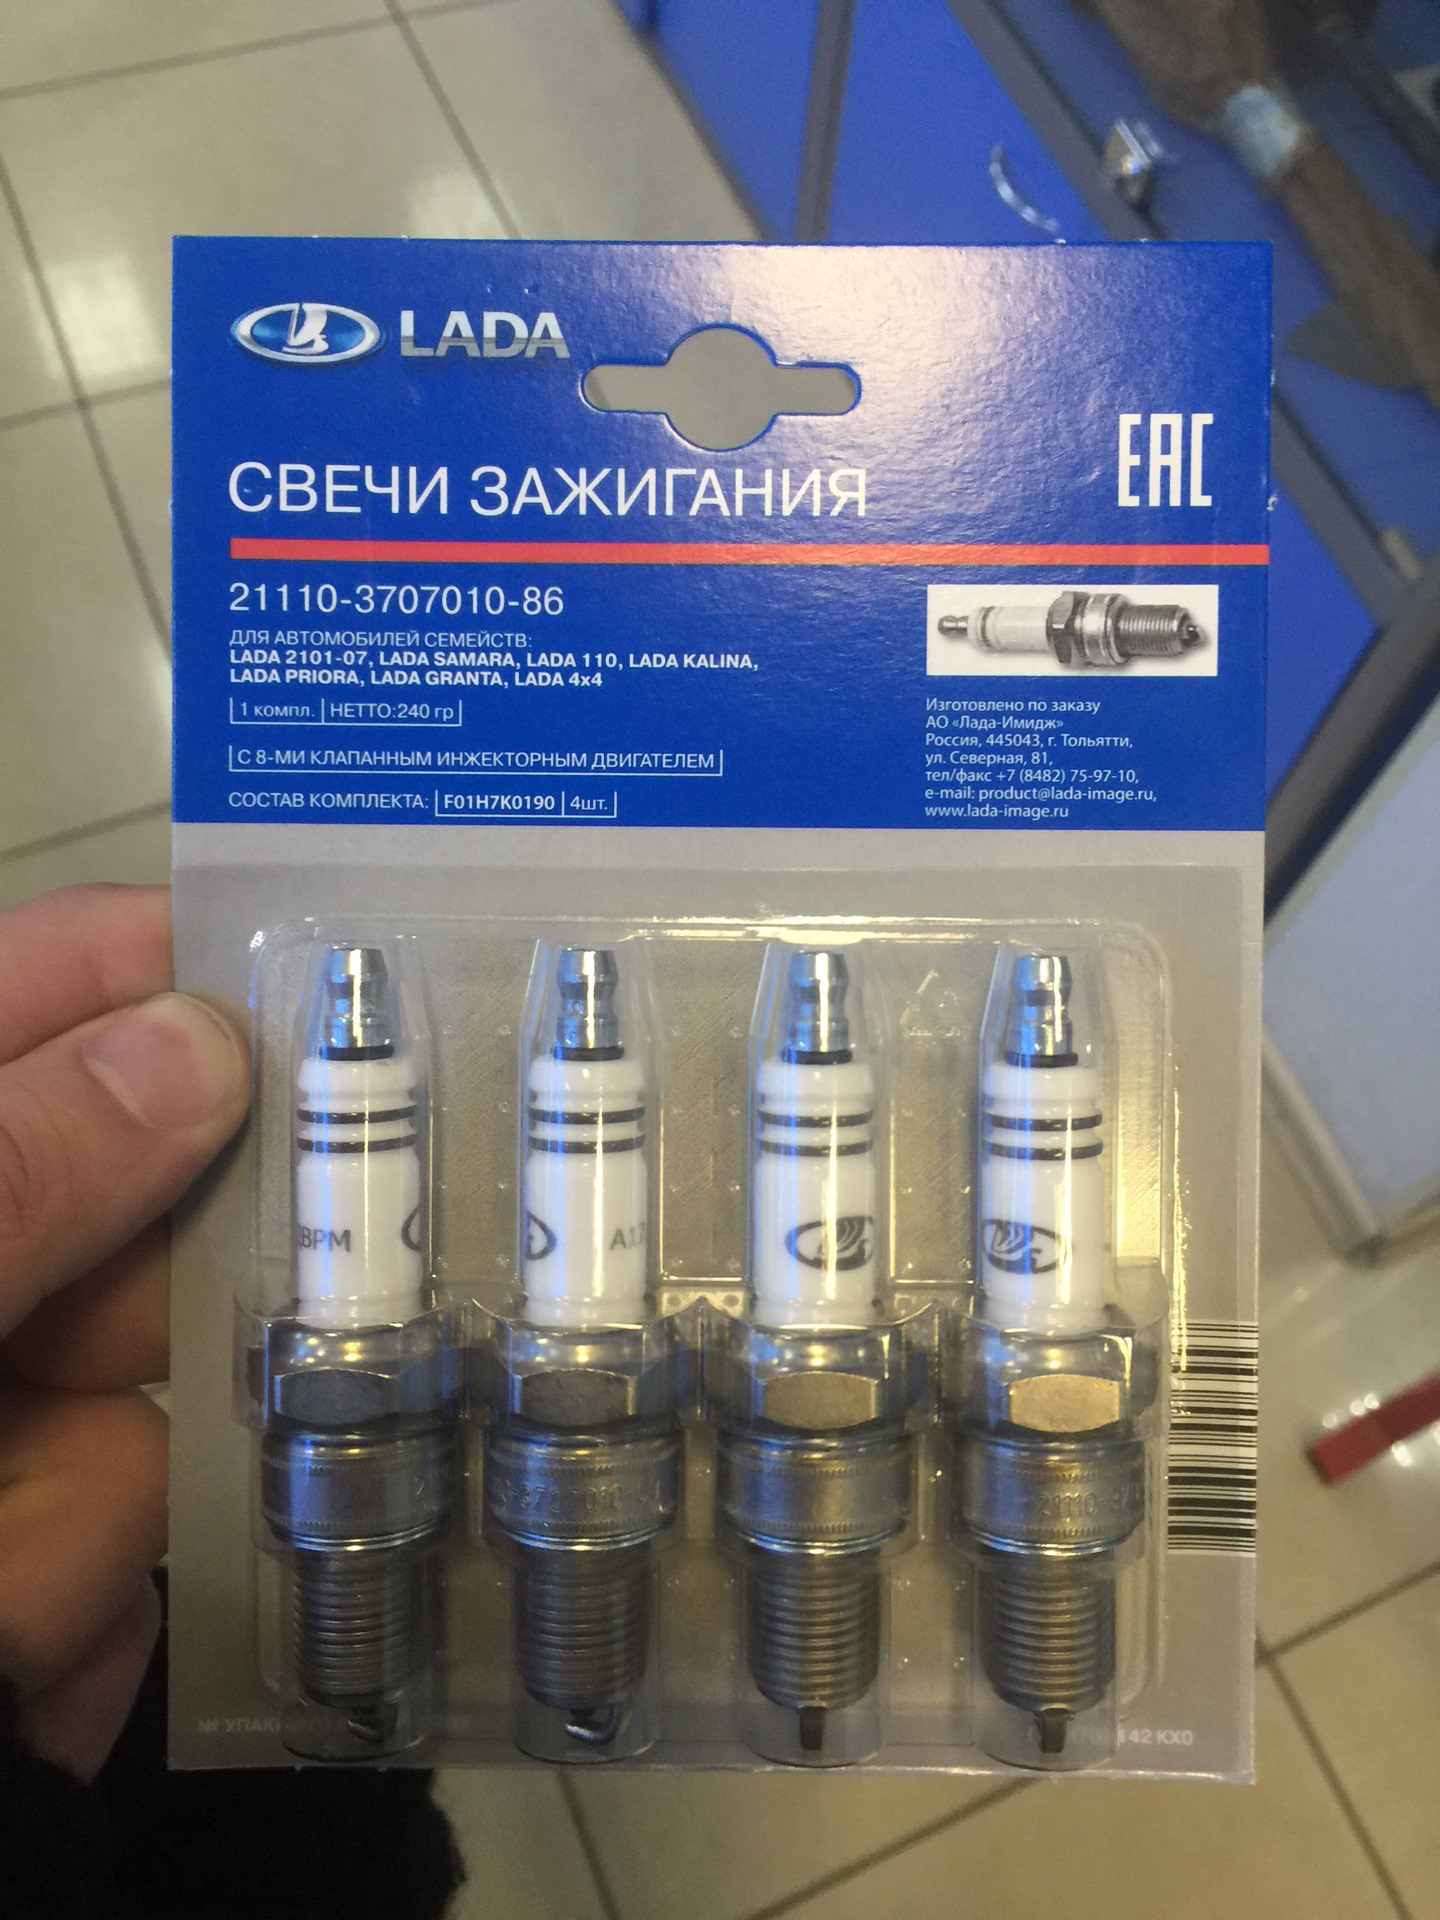 LADA
EAC
СВЕЧИ ЗАЖИГАНИЯ
21110-3707010-86
ДЛЯ АВТОМОБИЛЕЙ СЕМЕЙСТВ:
LADA 2101-07, LADA SAMARA, LADA 110, LADA KALINA,
LADA PRIORA, LADA GRANTA, LADA 4x4
1 компл. НЕТТО:240 гр
С 8-МИ КЛАПАННЫМ ИНЖЕКТОРНЫМ ДВИГАТЕЛЕМ
СОСТАВ КОМПЛЕКТА: F01H7K0190 4шт.
Изготовлено по заказу
АО «Лада-Имидж»
Россия, 445043, г. Тольятти,
ул. Северная, 81,
тел/факс +7 (8482) 75-97-10,
e-mail: product@lada-image.ru,
www.lada-image.ru
142 KX0